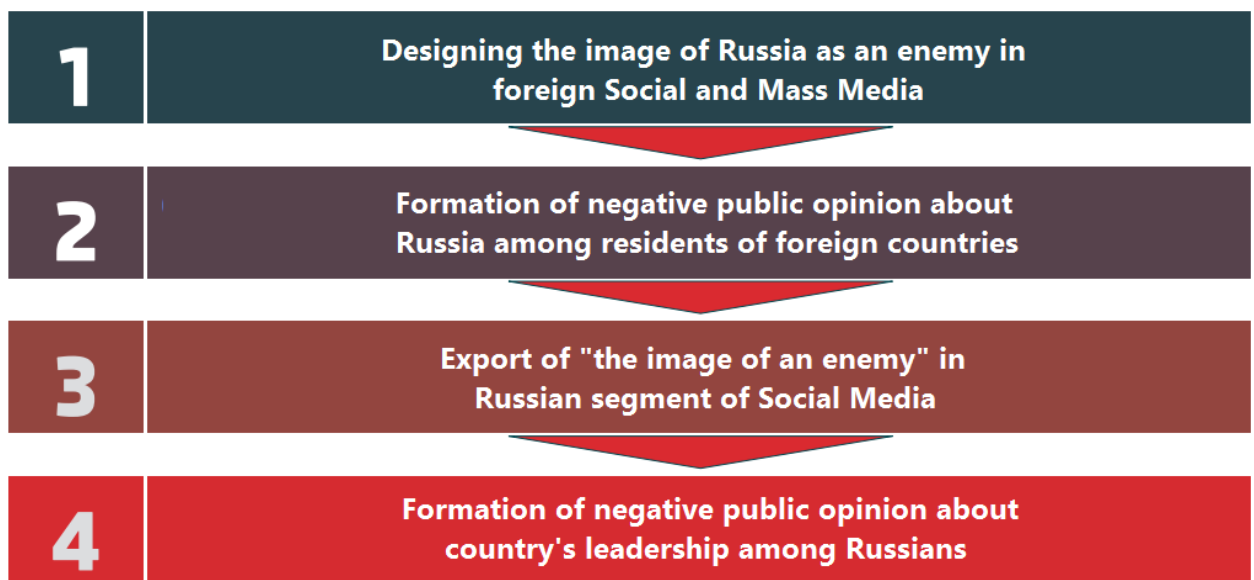 1
Designing the image of Russia as an enemy in
foreign Social and Mass Media
2
Formation of negative public opinion about
Russia among residents of foreign countries
3
Export of "the image of an enemy" in
Russian segment of Social Media
4
Formation of negative public opinion about
country's leadership among Russians